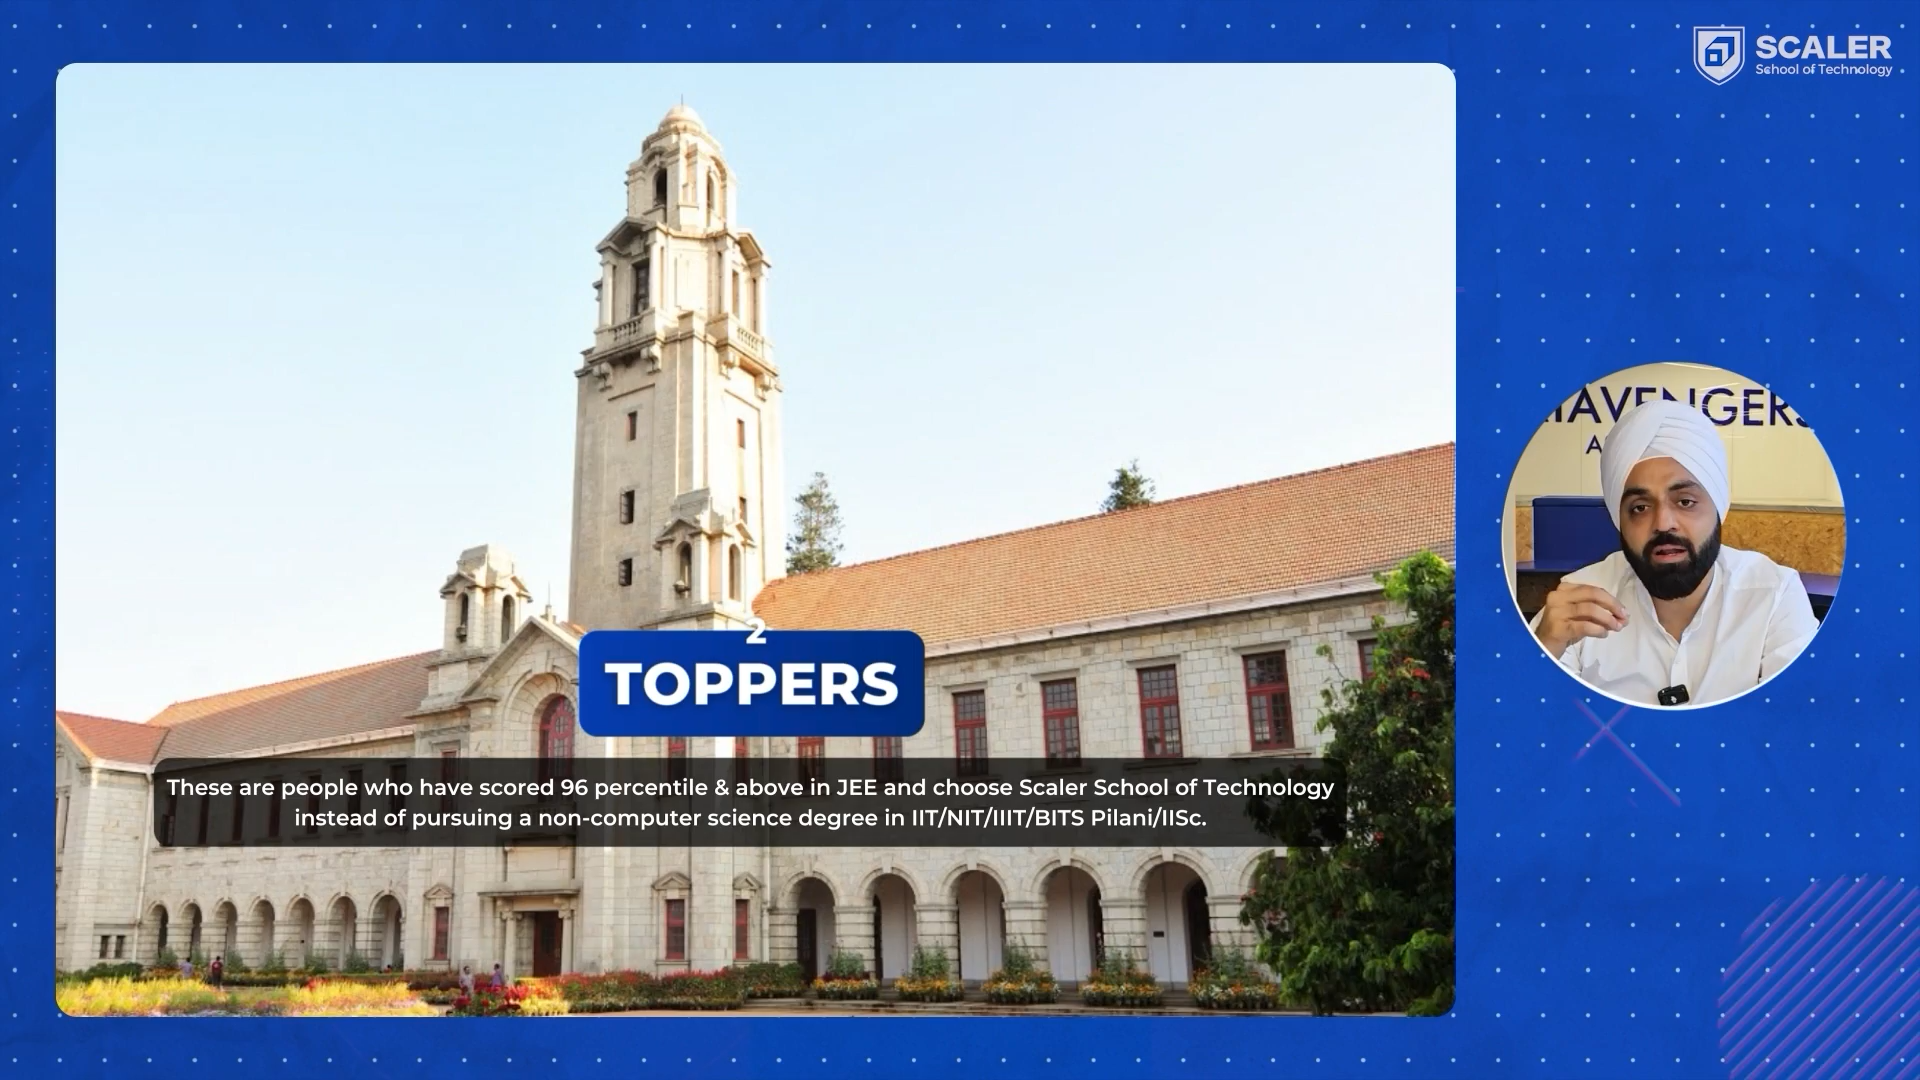 SCALER
School of Technology
2
TOPPERS
These are people who have scored 96 percentile & above in JEE and choose Scaler School of Technology
instead of pursuing a non-computer science degree in IIT/NIT/IIIT/BITS Pilani/IISc.